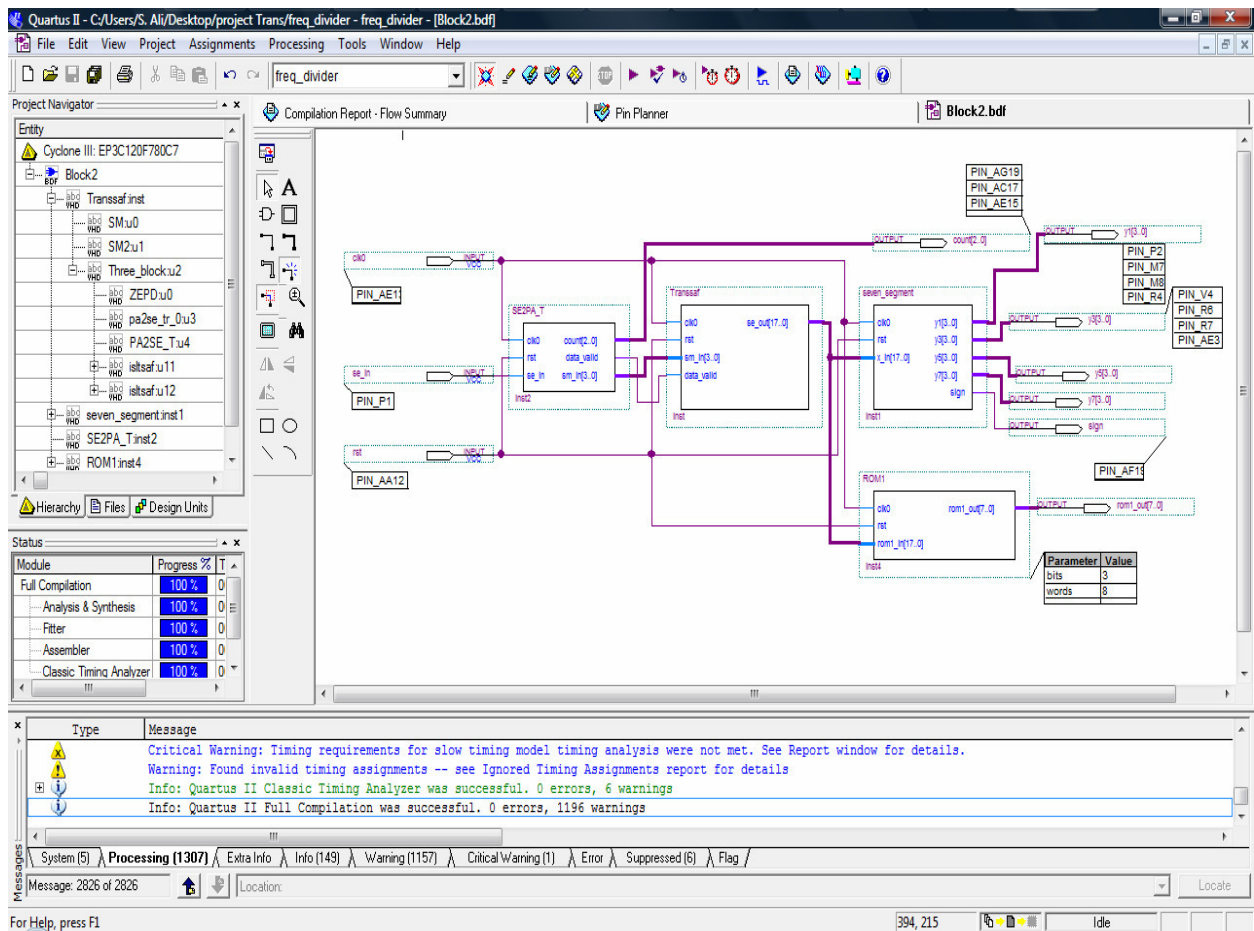 Quartus II - C:/Users/S. Ali/Desktop/project Trans/freq_divider - freq_divider - [Block2.bdf]
File Edit View Project Assignments Processing Tools Window Help
freq_divider
Project Navigator
Compilation Report - Flow Summary
Pin Planner
Block2.bdf
Entity
Cyclone III: EP3C120F780C7
Block2
Transsaf:inst
SM:u0
SM2:u1
Three_block:u2
ZEPD:u0
pa2se_tr_0:u3
PA2SE_T:u4
isltsaf:u11
isltsaf:u12
seven_segment:inst1
SE2PA_T:inst2
ROM1:inst4
Hierarchy Files Design Units
Status
Module Progress % T
Full Compilation 100 % 0
Analysis & Synthesis 100 % 0
Fitter 100 % 0
Assembler 100 % 0
Classic Timing Analyzer 100 % 0
clk0 INPUT VCC
PIN_AE1
se_in INPUT
PIN_P1
rst INPUT VCC
PIN_AA12
SE2PA_T
clk0 count[2..0]
rst data_valid
se_in sm_in[3..0]
inst2
Transsaf
clk0 se_out[17..0]
rst
sm_in[3..0]
data_valid
inst
seven_segment
clk0 y1[3..0]
rst y3[3..0]
x_in[17..0] y5[3..0]
y7[3..0]
sign
inst1
ROM1
clk0 rom1_out[7..0]
rst
rom1_in[17..0]
inst4
PIN_AG19
PIN_AC17
PIN_AE15
OUTPUT count[2..0]
OUTPUT y1[3..0]
PIN_P2
PIN_M7
PIN_M8
PIN_R4
OUTPUT y3[3..0]
PIN_V4
PIN_R6
PIN_R7
PIN_AE3
OUTPUT y5[3..0]
OUTPUT y7[3..0]
OUTPUT sign
PIN_AF19
OUTPUT rom1_out[7..0]
Parameter Value
bits 3
words 8
Type Message
Critical Warning: Timing requirements for slow timing model timing analysis were not met. See Report window for details.
Warning: Found invalid timing assignments -- see Ignored Timing Assignments report for details
Info: Quartus II Classic Timing Analyzer was successful. 0 errors, 6 warnings
Info: Quartus II Full Compilation was successful. 0 errors, 1196 warnings
System (5) Processing (1307) Extra Info Info (149) Warning (1157) Critical Warning (1) Error Suppressed (6) Flag
Messages
Message: 2826 of 2826 Location: Locate
For Help, press F1 394, 215 Idle